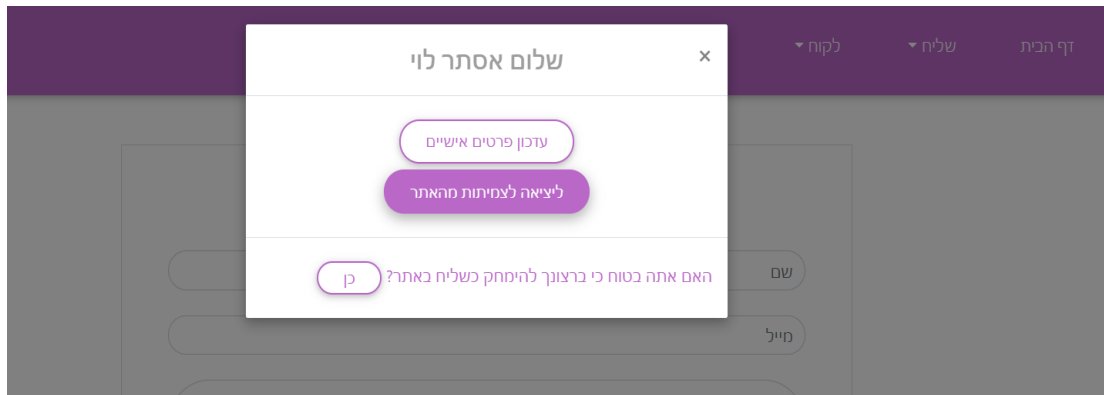 דף הבית שליח לקוח
× שלום אסתר לוי
עדכון פרטים אישיים
ליציאה לצמיתות מהאתר
האם אתה בטוח כי ברצונך להימחק כשליח באתר? כן
שם
מייל